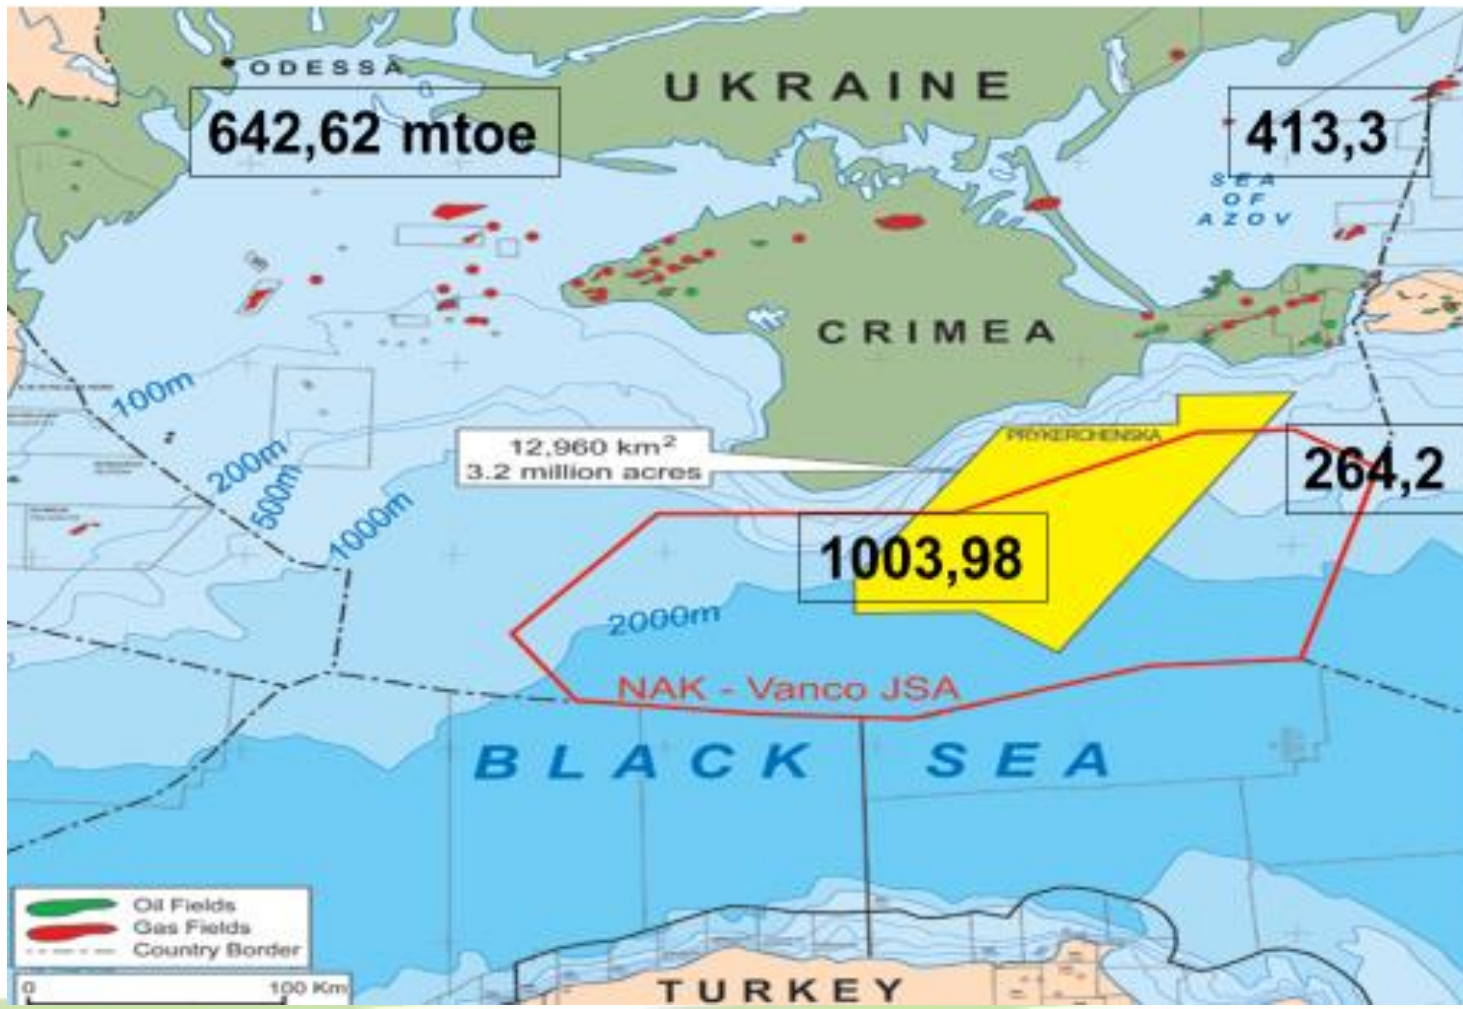 ODESSA
UKRAINE
642,62 mtoe
413,3
SEA
OF
AZOV
CRIMEA
100m
200m
500m
1000m
12,960 km²
3.2 million acres
PRYKERCHENSKA
264,2
1003,98
2000m
NAK - Vanco JSA
BLACK SEA
Oil Fields
Gas Fields
Country Border
0 100 Km
TURKEY